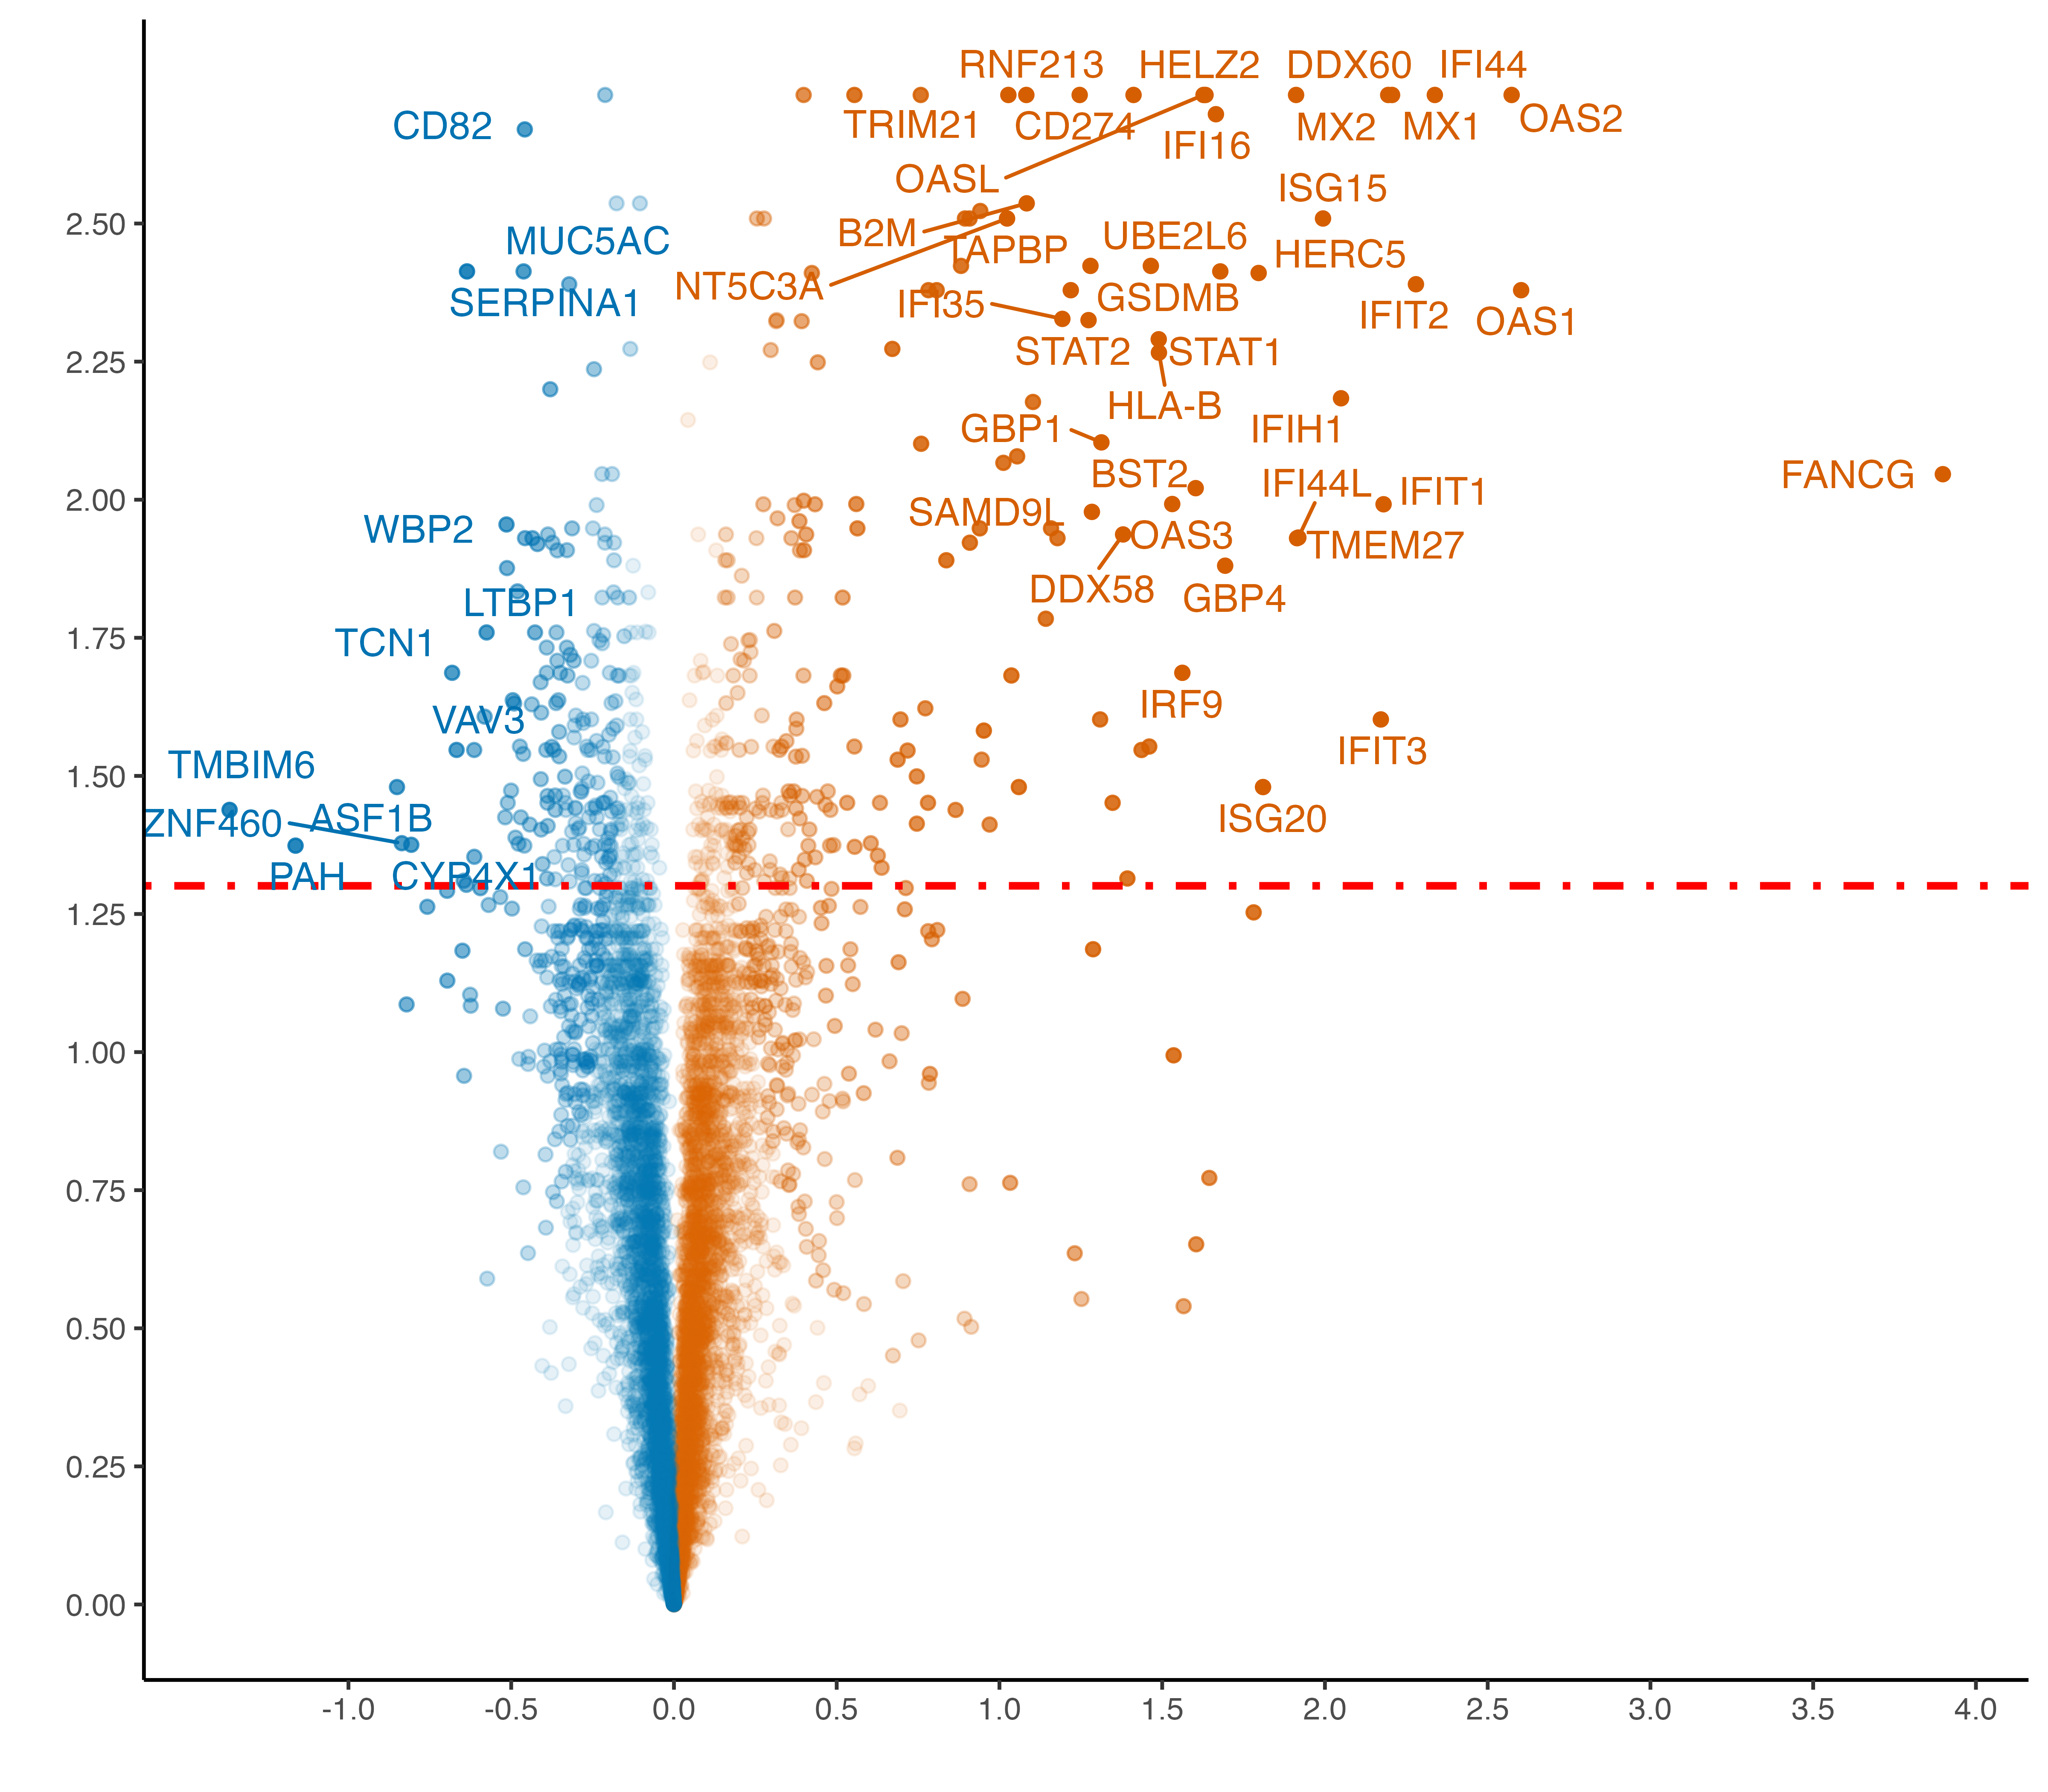 RNF213
HELZ2
DDX60
IFI44
CD82
TRIM21
CD274
IFI16
MX2
MX1
OAS2
OASL
ISG15
2.50
MUC5AC
B2M
TAPBP
UBE2L6
HERC5
SERPINA1
NT5C3A
IFI35
GSDMB
IFIT2
OAS1
2.25
STAT2
STAT1
HLA-B
GBP1
IFIH1
2.00
BST2
IFI44L
IFIT1
FANCG
WBP2
SAMD9L
OAS3
TMEM27
LTBP1
DDX58
GBP4
1.75
TCN1
VAV3
IRF9
TMBIM6
IFIT3
1.50
ZNF460
ASF1B
ISG20
PAH
CYP4X1
1.25
1.00
0.75
0.50
0.25
0.00
-1.0 -0.5 0.0 0.5 1.0 1.5 2.0 2.5 3.0 3.5 4.0